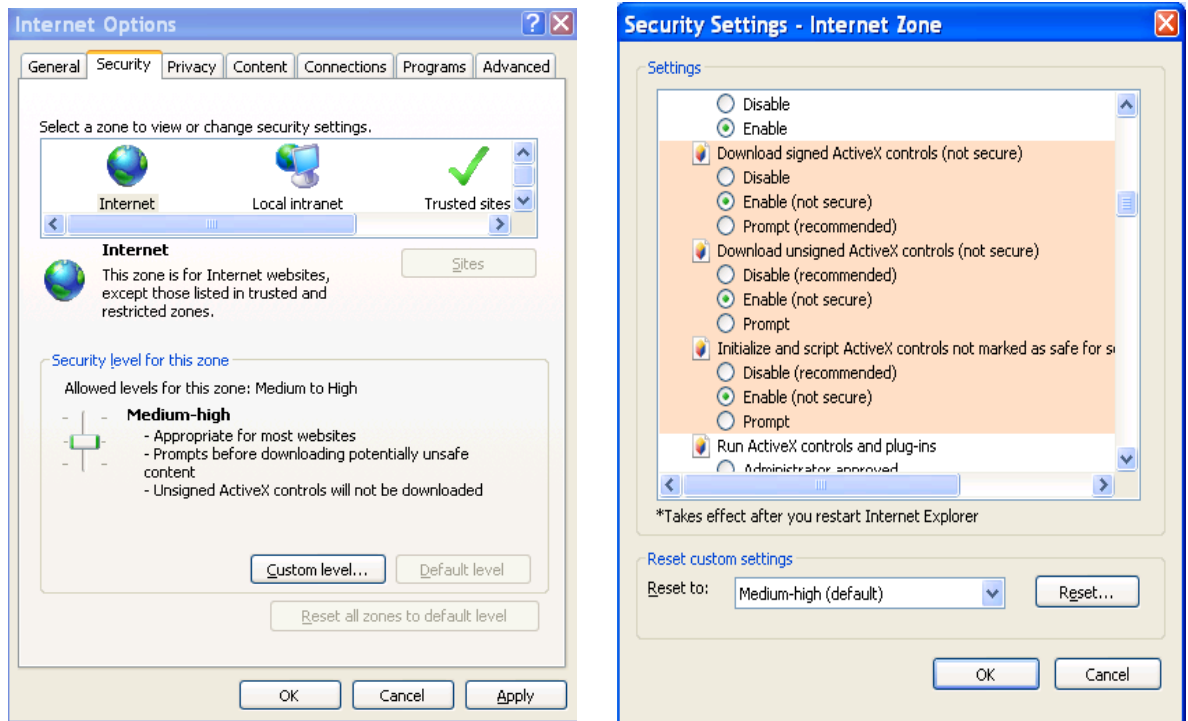 Internet Options
General Security Privacy Content Connections Programs Advanced
Select a zone to view or change security settings.
Internet Local intranet Trusted sites
Internet
Sites
This zone is for Internet websites,
except those listed in trusted and
restricted zones.
Security level for this zone
Allowed levels for this zone: Medium to High
Medium-high
- Appropriate for most websites
- Prompts before downloading potentially unsafe
content
- Unsigned ActiveX controls will not be downloaded
Custom level... Default level
Reset all zones to default level
OK Cancel Apply
Security Settings - Internet Zone
Settings
Disable
Enable
Download signed ActiveX controls (not secure)
Disable
Enable (not secure)
Prompt (recommended)
Download unsigned ActiveX controls (not secure)
Disable (recommended)
Enable (not secure)
Prompt
Initialize and script ActiveX controls not marked as safe for s
Disable (recommended)
Enable (not secure)
Prompt
Run ActiveX controls and plug-ins
Administrator approved
*Takes effect after you restart Internet Explorer
Reset custom settings
Reset to: Medium-high (default) Reset...
OK Cancel